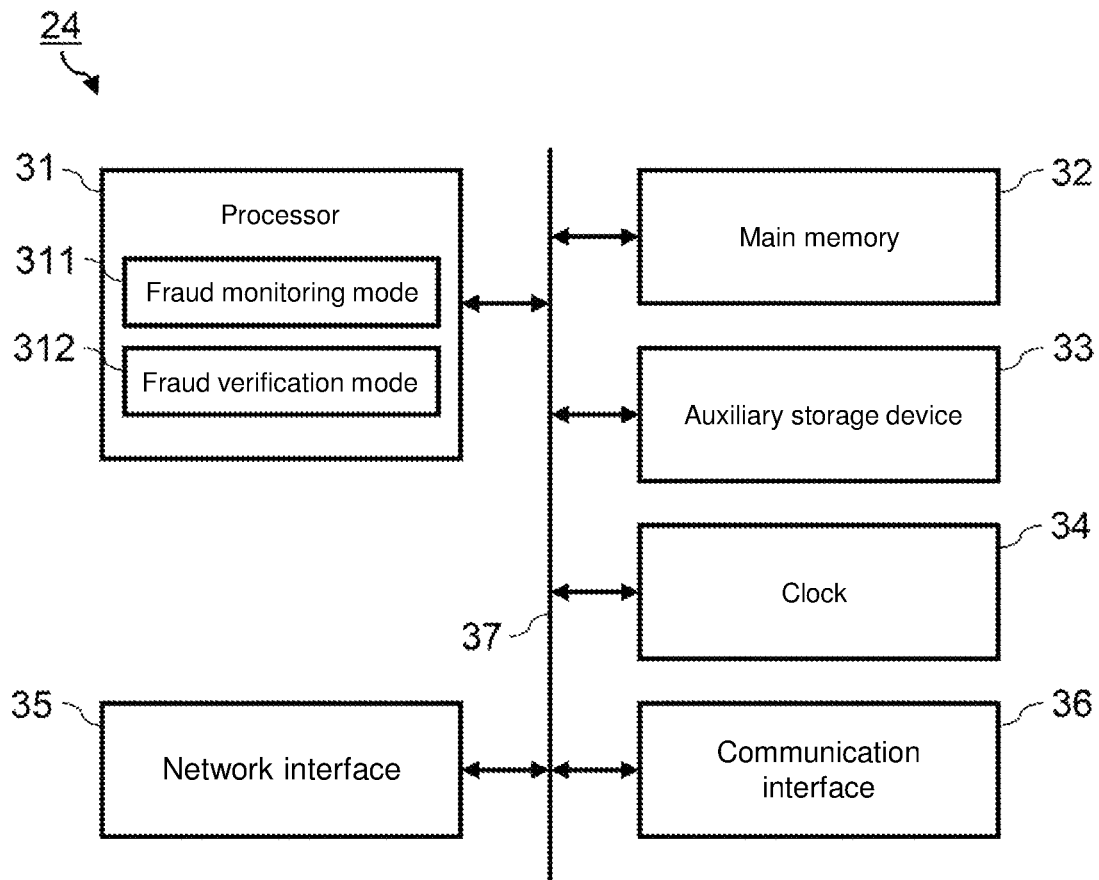 24
31
Processor
311
Fraud monitoring mode
312
Fraud verification mode
32
Main memory
33
Auxiliary storage device
34
Clock
37
35
Network interface
36
Communication
interface